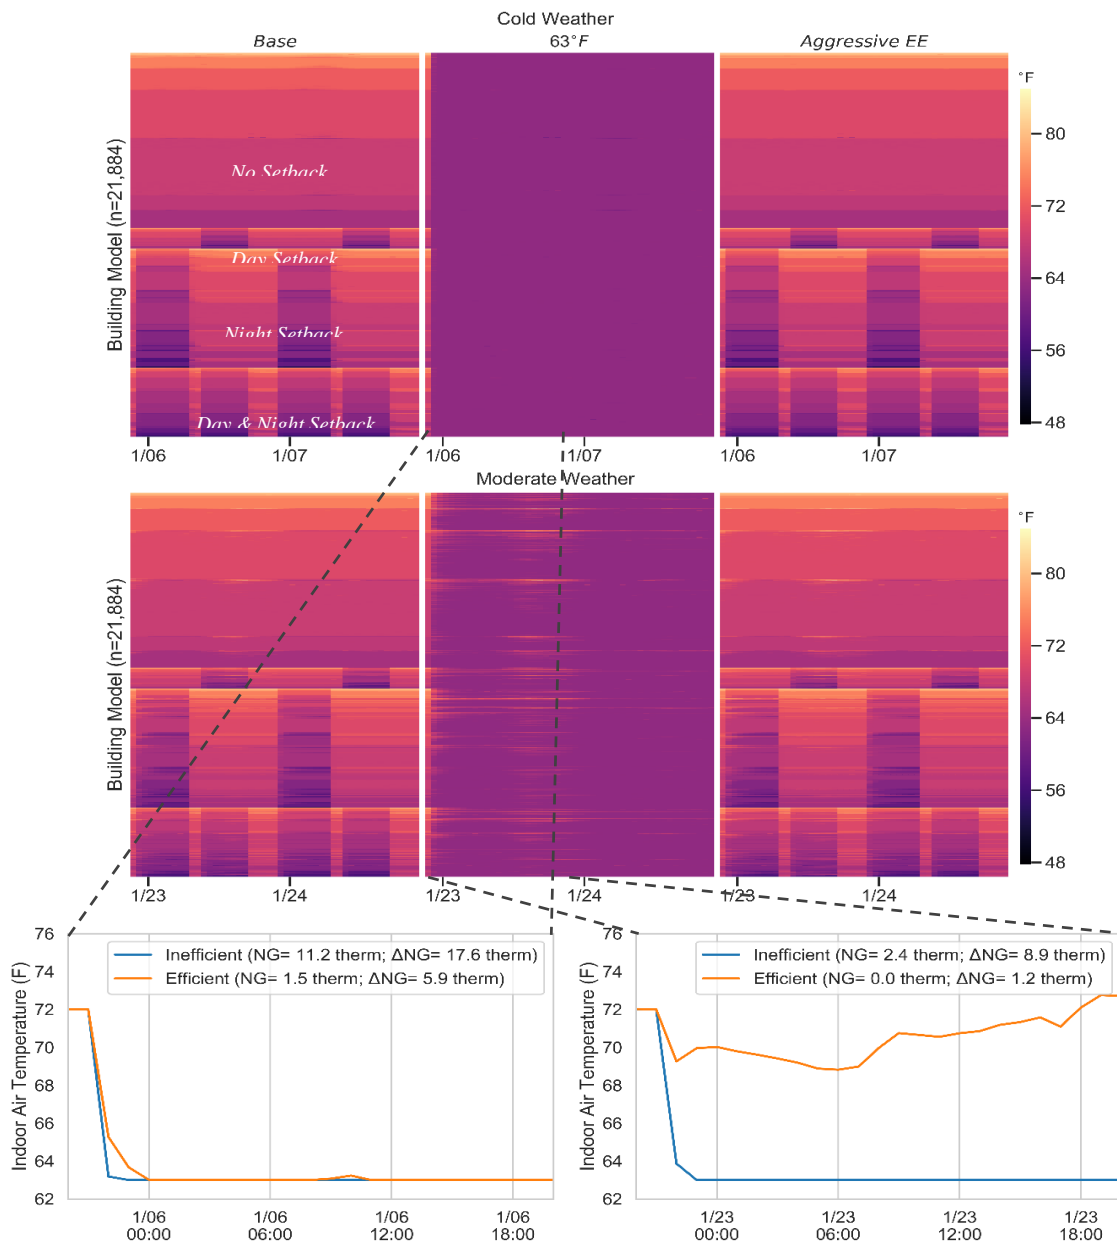 Cold Weather
Base
63°F
Aggressive EE
°F
80
72
64
56
48
Building Model (n=21,884)
No Setback
Day Setback
Night Setback
Day & Night Setback
1/06
1/07
1/06
1/07
1/06
1/07
Moderate Weather
°F
80
72
64
56
48
Building Model (n=21,884)
1/23
1/24
1/23
1/24
1/23
1/24
76
74
72
70
68
66
64
62
Indoor Air Temperature (F)
Inefficient (NG= 11.2 therm; ΔNG= 17.6 therm)
Efficient (NG= 1.5 therm; ΔNG= 5.9 therm)
1/06
00:00
1/06
06:00
1/06
12:00
1/06
18:00
76
74
72
70
68
66
64
62
Indoor Air Temperature (F)
Inefficient (NG= 2.4 therm; ΔNG= 8.9 therm)
Efficient (NG= 0.0 therm; ΔNG= 1.2 therm)
1/23
00:00
1/23
06:00
1/23
12:00
1/23
18:00